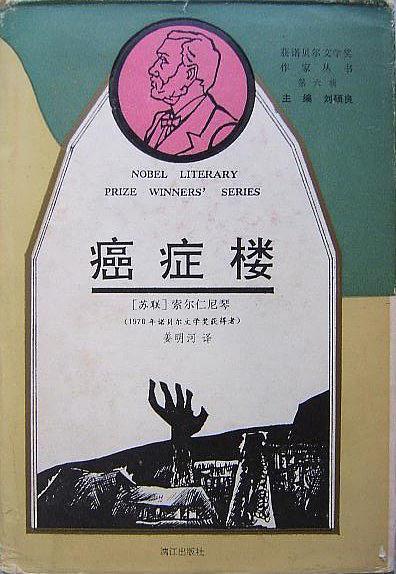 获诺贝尔文学奖
作家丛书
第六辑
主编 刘硕良
NOBEL LITERARY
PRIZE WINNERS' SERIES
癌症楼
[苏联] 索尔仁尼琴
(1970年诺贝尔文学奖获得者)
姜明河 译
漓江出版社